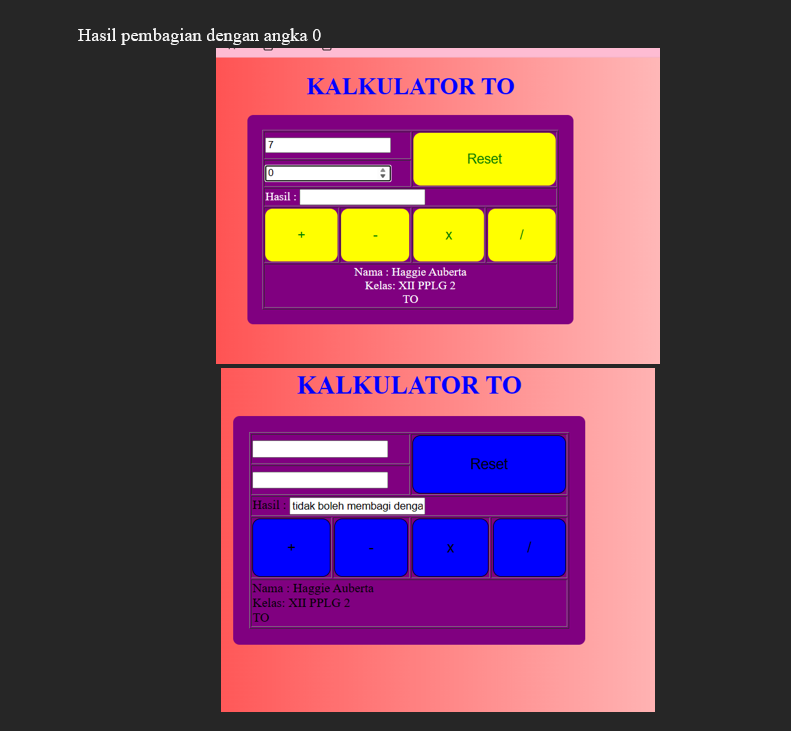 Hasil pembagian dengan angka 0
KALKULATOR TO
7
Reset
0
Hasil :
+ - x /
Nama : Haggie Auberta
Kelas: XII PPLG 2
TO
KALKULATOR TO
Reset
Hasil : tidak boleh membagi denga
+ - x /
Nama : Haggie Auberta
Kelas: XII PPLG 2
TO